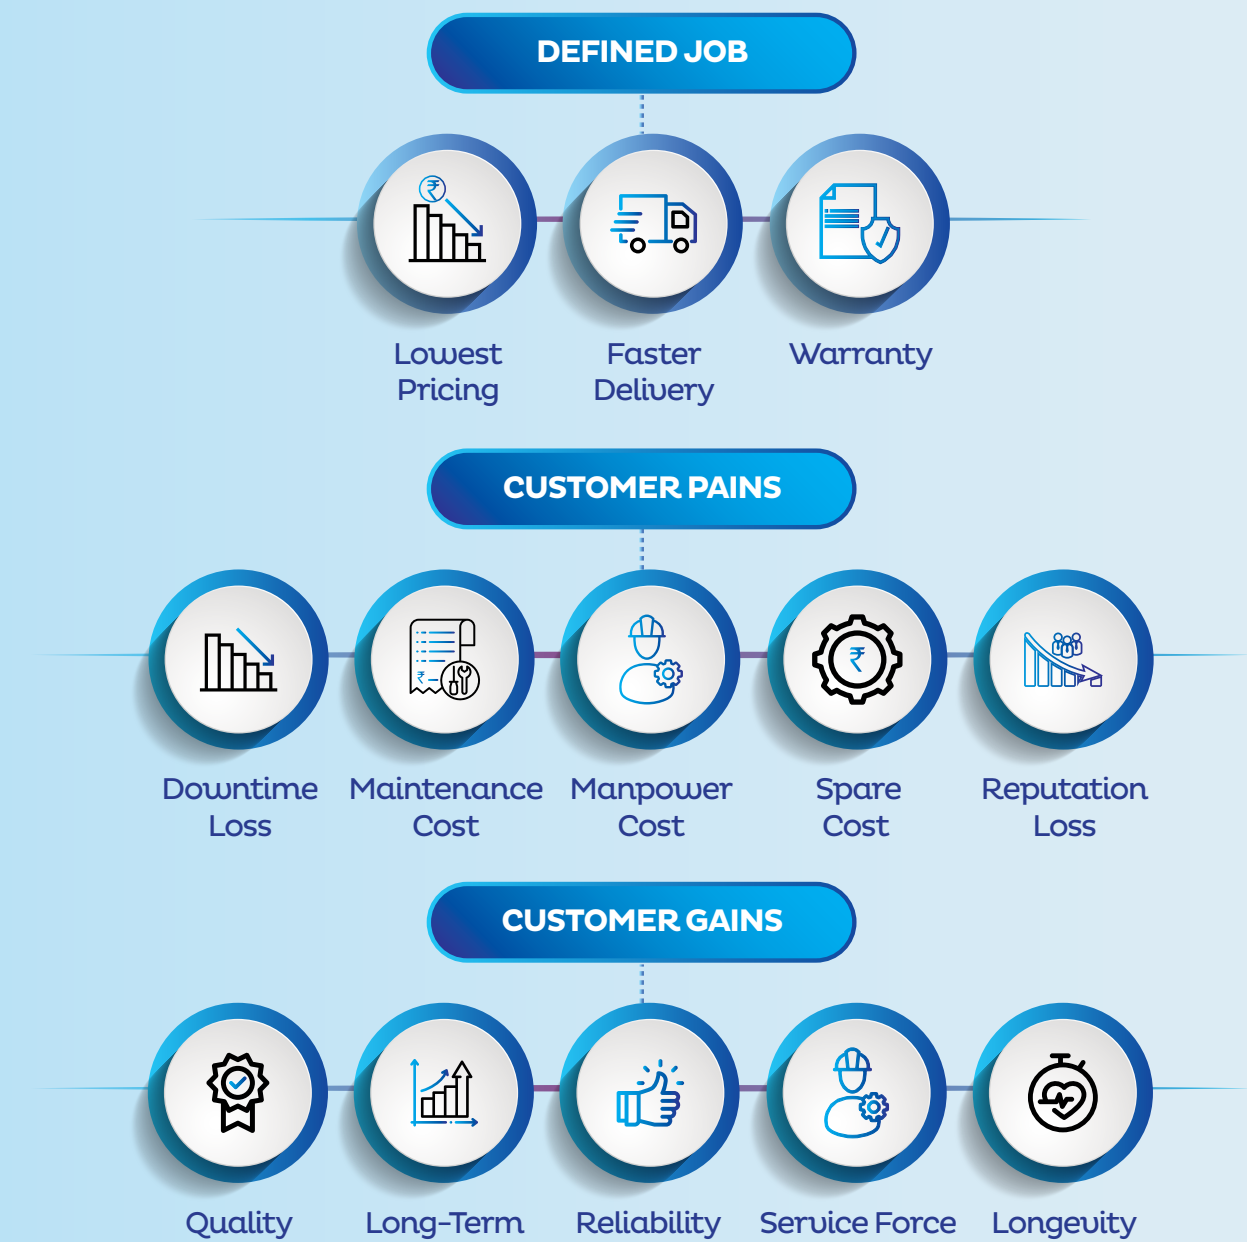 DEFINED JOB
₹
Lowest
Pricing
Faster
Delivery
Warranty
CUSTOMER PAINS
₹
₹
Downtime
Loss
Maintenance
Cost
Manpower
Cost
Spare
Cost
Reputation
Loss
CUSTOMER GAINS
Quality
Long-Term
Reliability
Service Force
Longevity